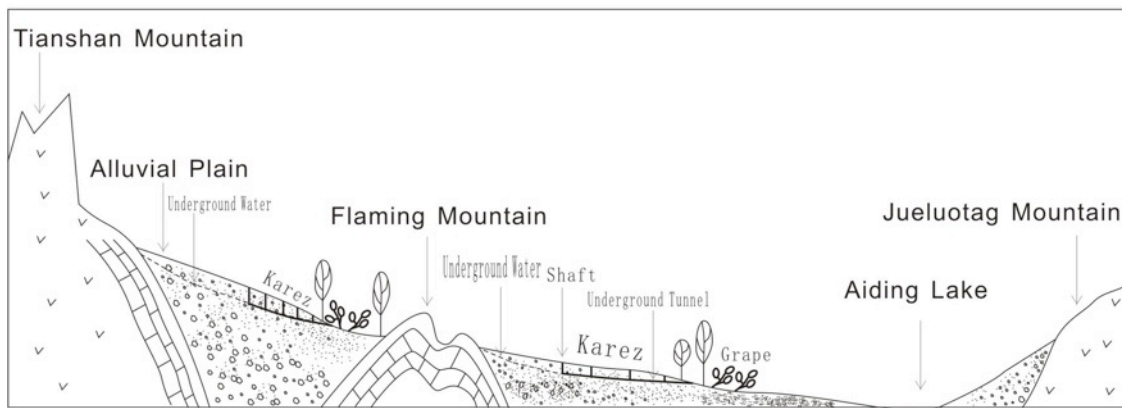 Tianshan Mountain
Alluvial Plain
Underground Water
Flaming Mountain
Jueluotag Mountain
Underground Water
Shaft
Karez
Underground Tunnel
Aiding Lake
Karez
Grape